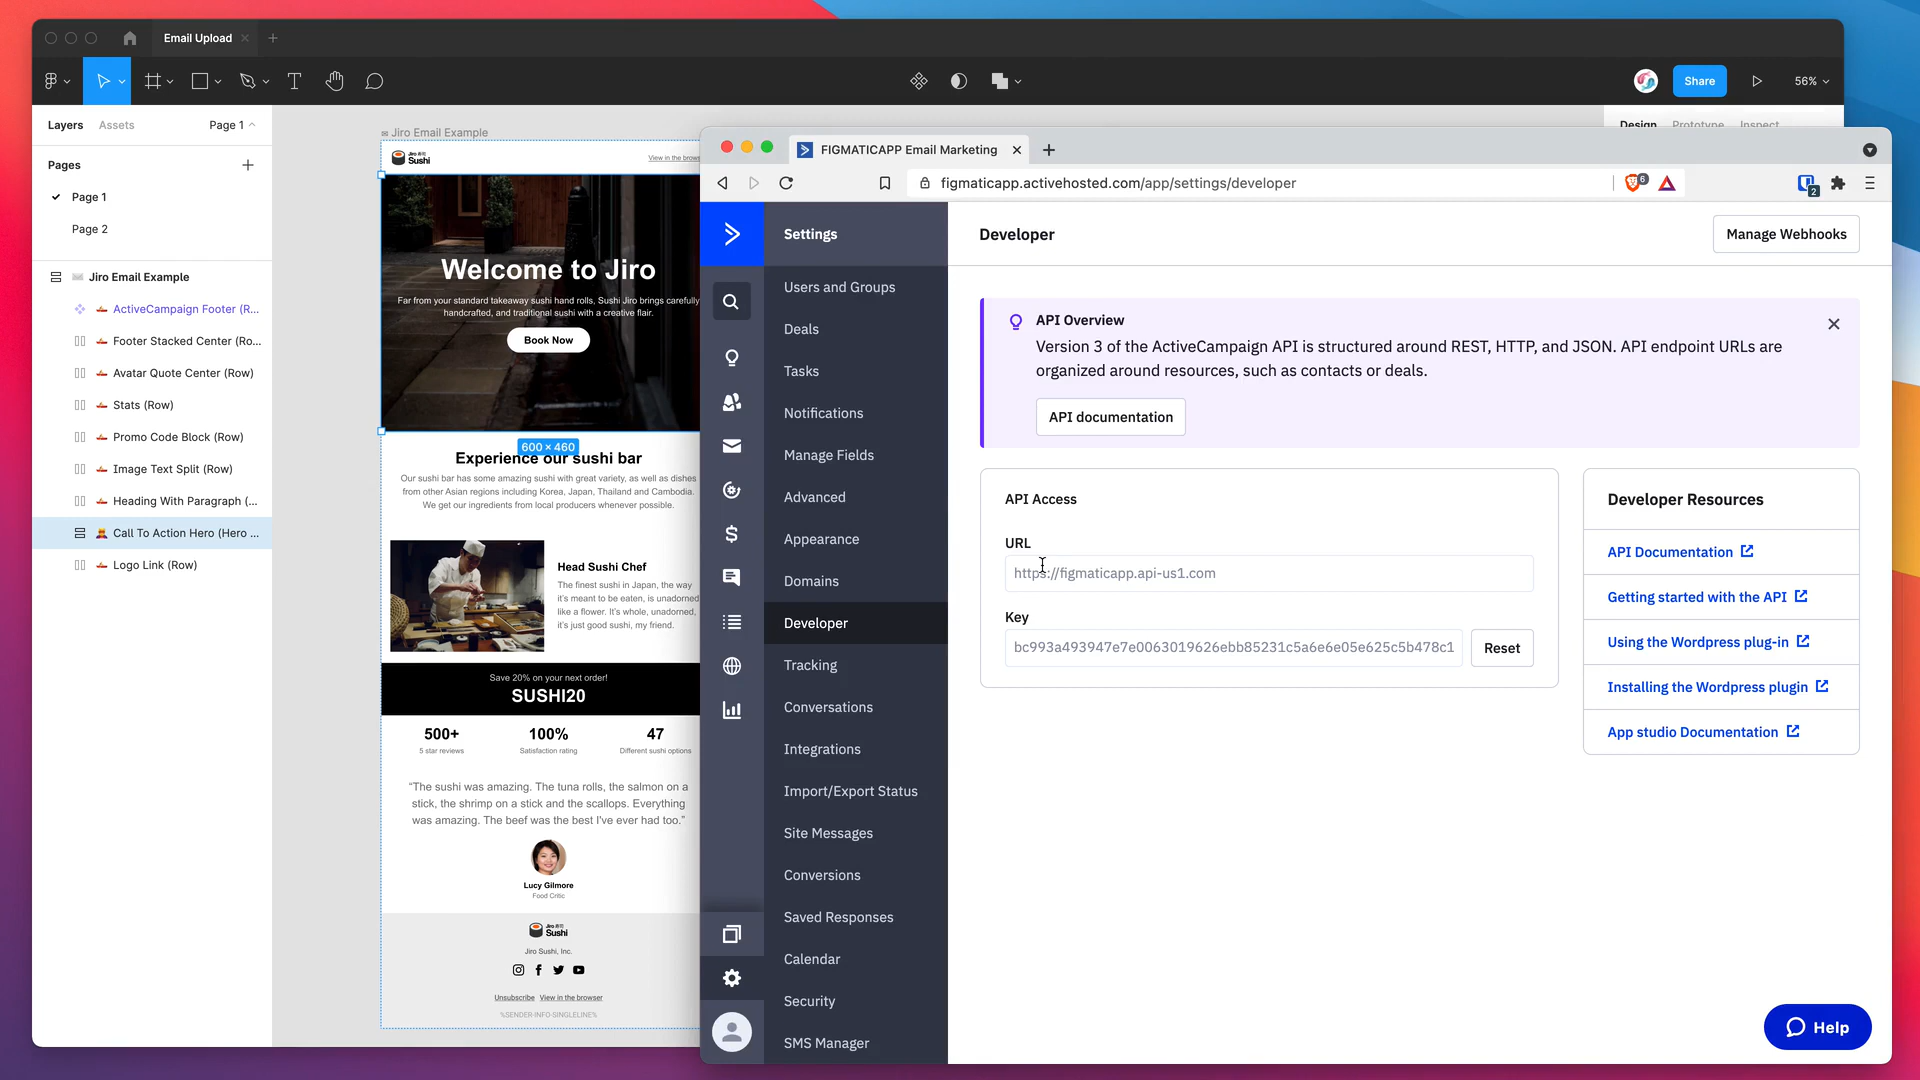 Email Upload
Share
56%
Layers
Assets
Page 1
Pages
Page 1
Page 2
Jiro Email Example
ActiveCampaign Footer (R...
Footer Stacked Center (Ro...
Avatar Quote Center (Row)
Stats (Row)
Promo Code Block (Row)
Image Text Split (Row)
Heading With Paragraph (...
Call To Action Hero (Hero ...
Logo Link (Row)
Jiro Email Example
Jiro 寿司
Sushi
View in the brows
Welcome to Jiro
Far from your standard takeaway sushi hand rolls, Sushi Jiro brings carefully
handcrafted, and traditional sushi with a creative flair.
Book Now
600 × 460
Experience our sushi bar
Our sushi bar has some amazing sushi with great variety, as well as dishes
from other Asian regions including Korea, Japan, Thailand and Cambodia.
We get our ingredients from local producers whenever possible.
Head Sushi Chef
The finest sushi in Japan, the way
it's meant to be eaten, is unadorned
like a flower. It's whole, unadorned,
it's just good sushi, my friend.
Save 20% on your next order!
SUSHI20
500+
5 star reviews
100%
Satisfaction rating
47
Different sushi options
“The sushi was amazing. The tuna rolls, the salmon on a
stick, the shrimp on a stick and the scallops. Everything
was amazing. The beef was the best I've ever had too.”
Lucy Gilmore
Food Critic
Jiro 寿司
Sushi
Jiro Sushi, Inc.
Unsubscribe View in the browser
%SENDER-INFO-SINGLELINE%
Design
Prototype
Inspect
FIGMATICAPP Email Marketing
figmaticapp.activehosted.com/app/settings/developer
6
2
Settings
Users and Groups
Deals
Tasks
Notifications
Manage Fields
Advanced
Appearance
Domains
Developer
Tracking
Conversations
Integrations
Import/Export Status
Site Messages
Conversions
Saved Responses
Calendar
Security
SMS Manager
Developer
Manage Webhooks
API Overview
Version 3 of the ActiveCampaign API is structured around REST, HTTP, and JSON. API endpoint URLs are
organized around resources, such as contacts or deals.
API documentation
API Access
URL
https://figmaticapp.api-us1.com
Key
bc993a493947e7e0063019626ebb85231c5a6e6e05e625c5b478c1
Reset
Developer Resources
API Documentation
Getting started with the API
Using the Wordpress plug-in
Installing the Wordpress plugin
App studio Documentation
Help